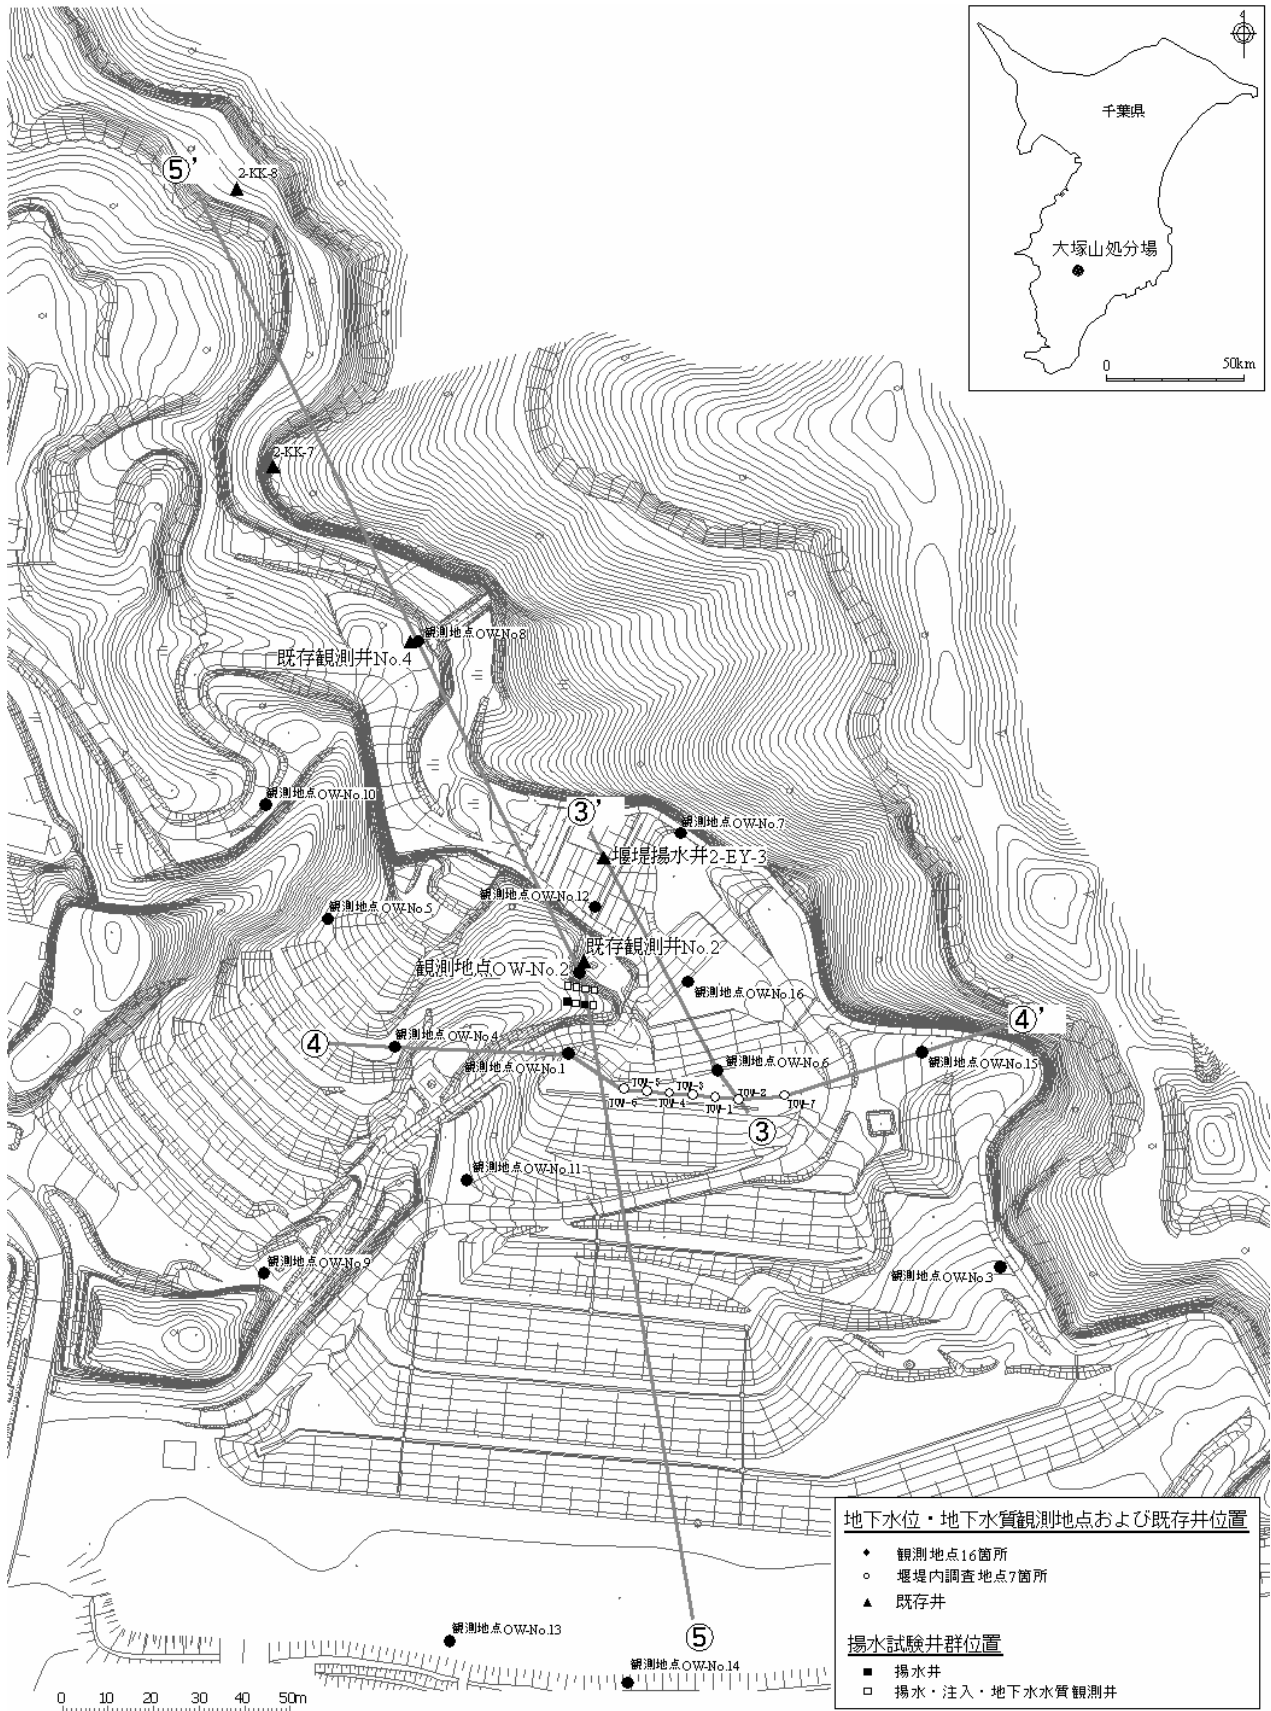 4
千葉県
大塚山処分場
0 50km
⑤'
2-KK-8
2-KK-7
観測地点OW-No.8
既存観測井No.4
観測地点OW-No.10
③'
観測地点OW-No.7
堰堤揚水井2-EY-3
観測地点OW-No.12
観測地点OW-No.5
既存観測井No.2
観測地点OW-No.2
観測地点OW-No.16
④'
④
観測地点OW-No.4
観測地点OW-No.1
観測地点OW-No.6
観測地点OW-No.15
TOW-5
TOW-3
TOW-2
TOW-6
TOW-4
TOW-1
TOW-7
③
観測地点OW-No.11
観測地点OW-No.9
観測地点OW-No.3
⑤
観測地点OW-No.13
観測地点OW-No.14
0 10 20 30 40 50m
地下水位・地下水質観測地点および既存井位置
観測地点16箇所
堰堤内調査地点7箇所
既存井
揚水試験井群位置
揚水井
揚水・注入・地下水水質観測井